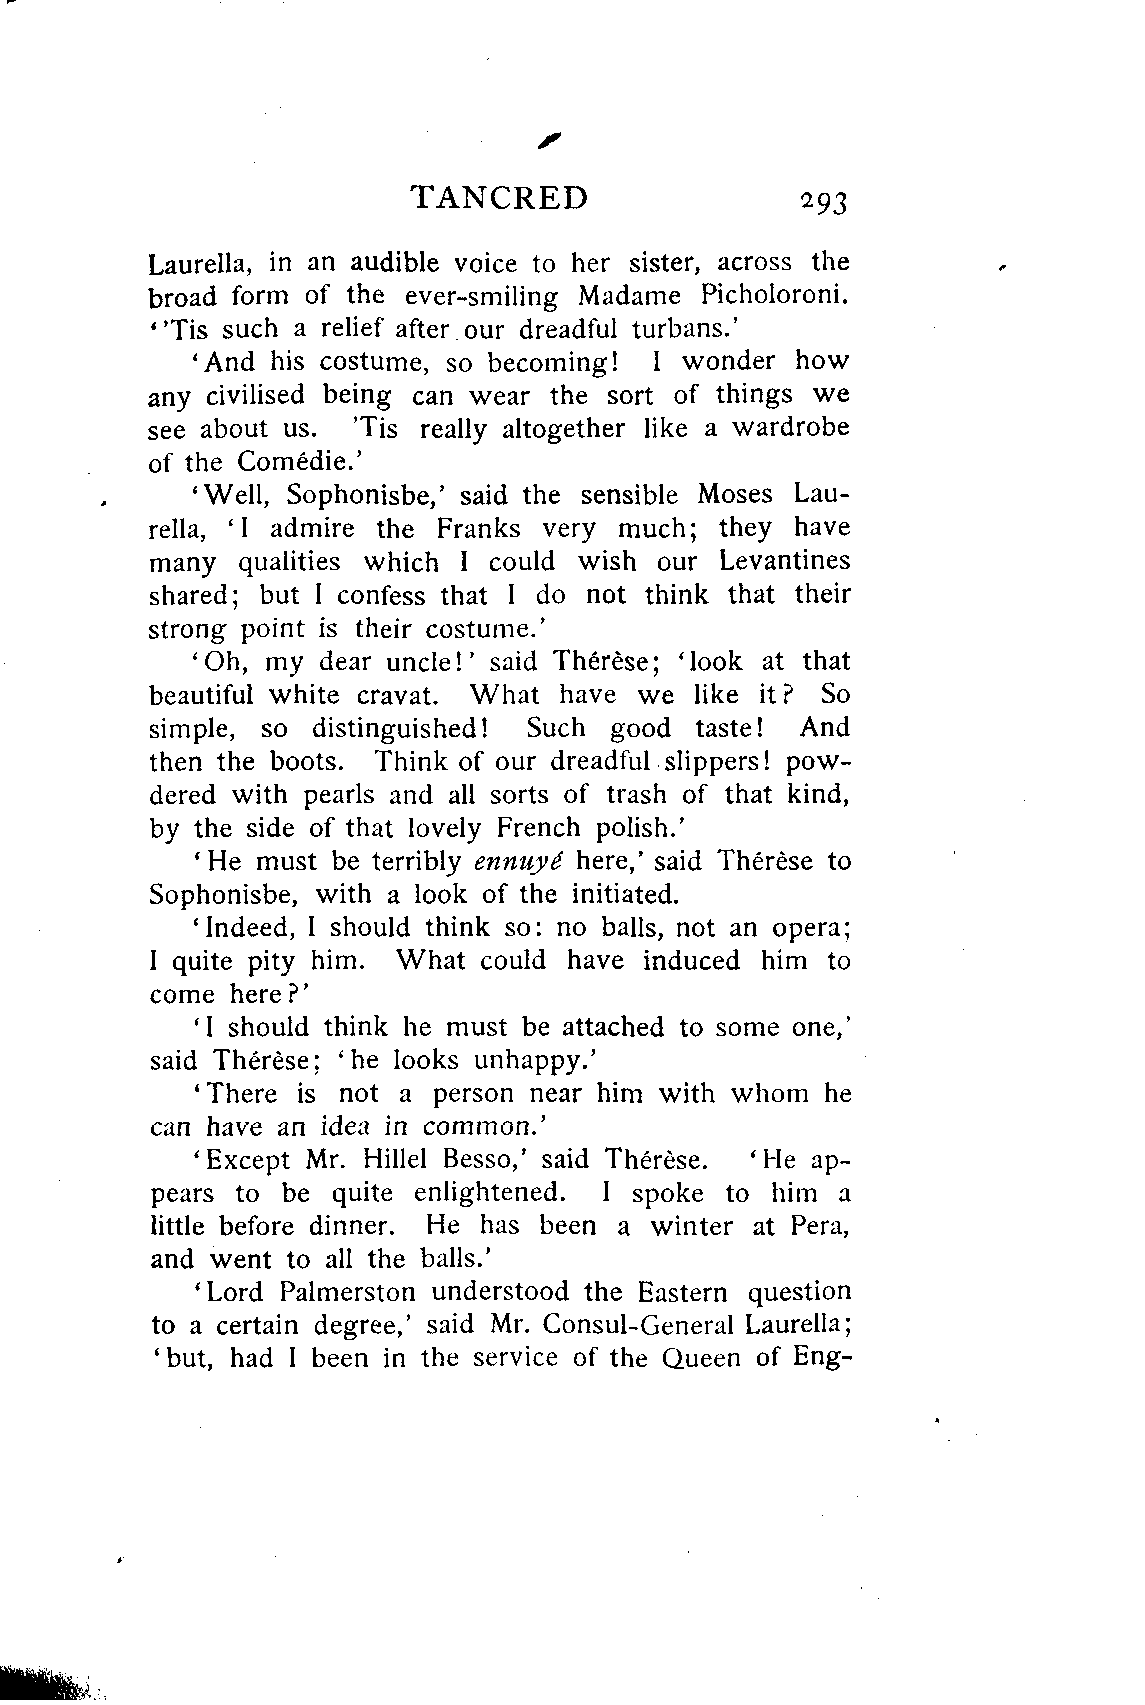 TANCRED 293
Laurella, in an audible voice to her sister, across the
broad form of the ever-smiling Madame Picholoroni.
‘’Tis such a relief after our dreadful turbans.’
‘And his costume, so becoming! I wonder how
any civilised being can wear the sort of things we
see about us. ’Tis really altogether like a wardrobe
of the Comédie.’
‘Well, Sophonisbe,’ said the sensible Moses Lau-
rella, ‘I admire the Franks very much; they have
many qualities which I could wish our Levantines
shared; but I confess that I do not think that their
strong point is their costume.’
‘Oh, my dear uncle!’ said Thérèse; ‘look at that
beautiful white cravat. What have we like it? So
simple, so distinguished! Such good taste! And
then the boots. Think of our dreadful slippers! pow-
dered with pearls and all sorts of trash of that kind,
by the side of that lovely French polish.’
‘He must be terribly ennuyé here,’ said Thérèse to
Sophonisbe, with a look of the initiated.
‘Indeed, I should think so: no balls, not an opera;
I quite pity him. What could have induced him to
come here?’
‘I should think he must be attached to some one,’
said Thérèse; ‘he looks unhappy.’
‘There is not a person near him with whom he
can have an idea in common.’
‘Except Mr. Hillel Besso,’ said Thérèse. ‘He ap-
pears to be quite enlightened. I spoke to him a
little before dinner. He has been a winter at Pera,
and went to all the balls.’
‘Lord Palmerston understood the Eastern question
to a certain degree,’ said Mr. Consul-General Laurella;
‘but, had I been in the service of the Queen of Eng-